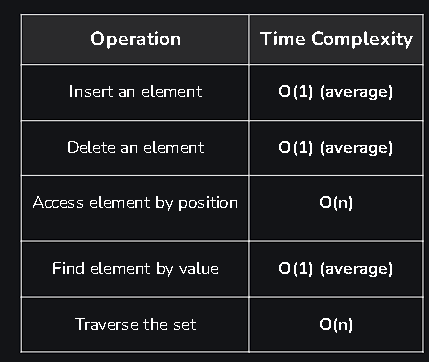 Operation Time Complexity
Insert an element O(1) (average)
Delete an element O(1) (average)
Access element by position O(n)
Find element by value O(1) (average)
Traverse the set O(n)